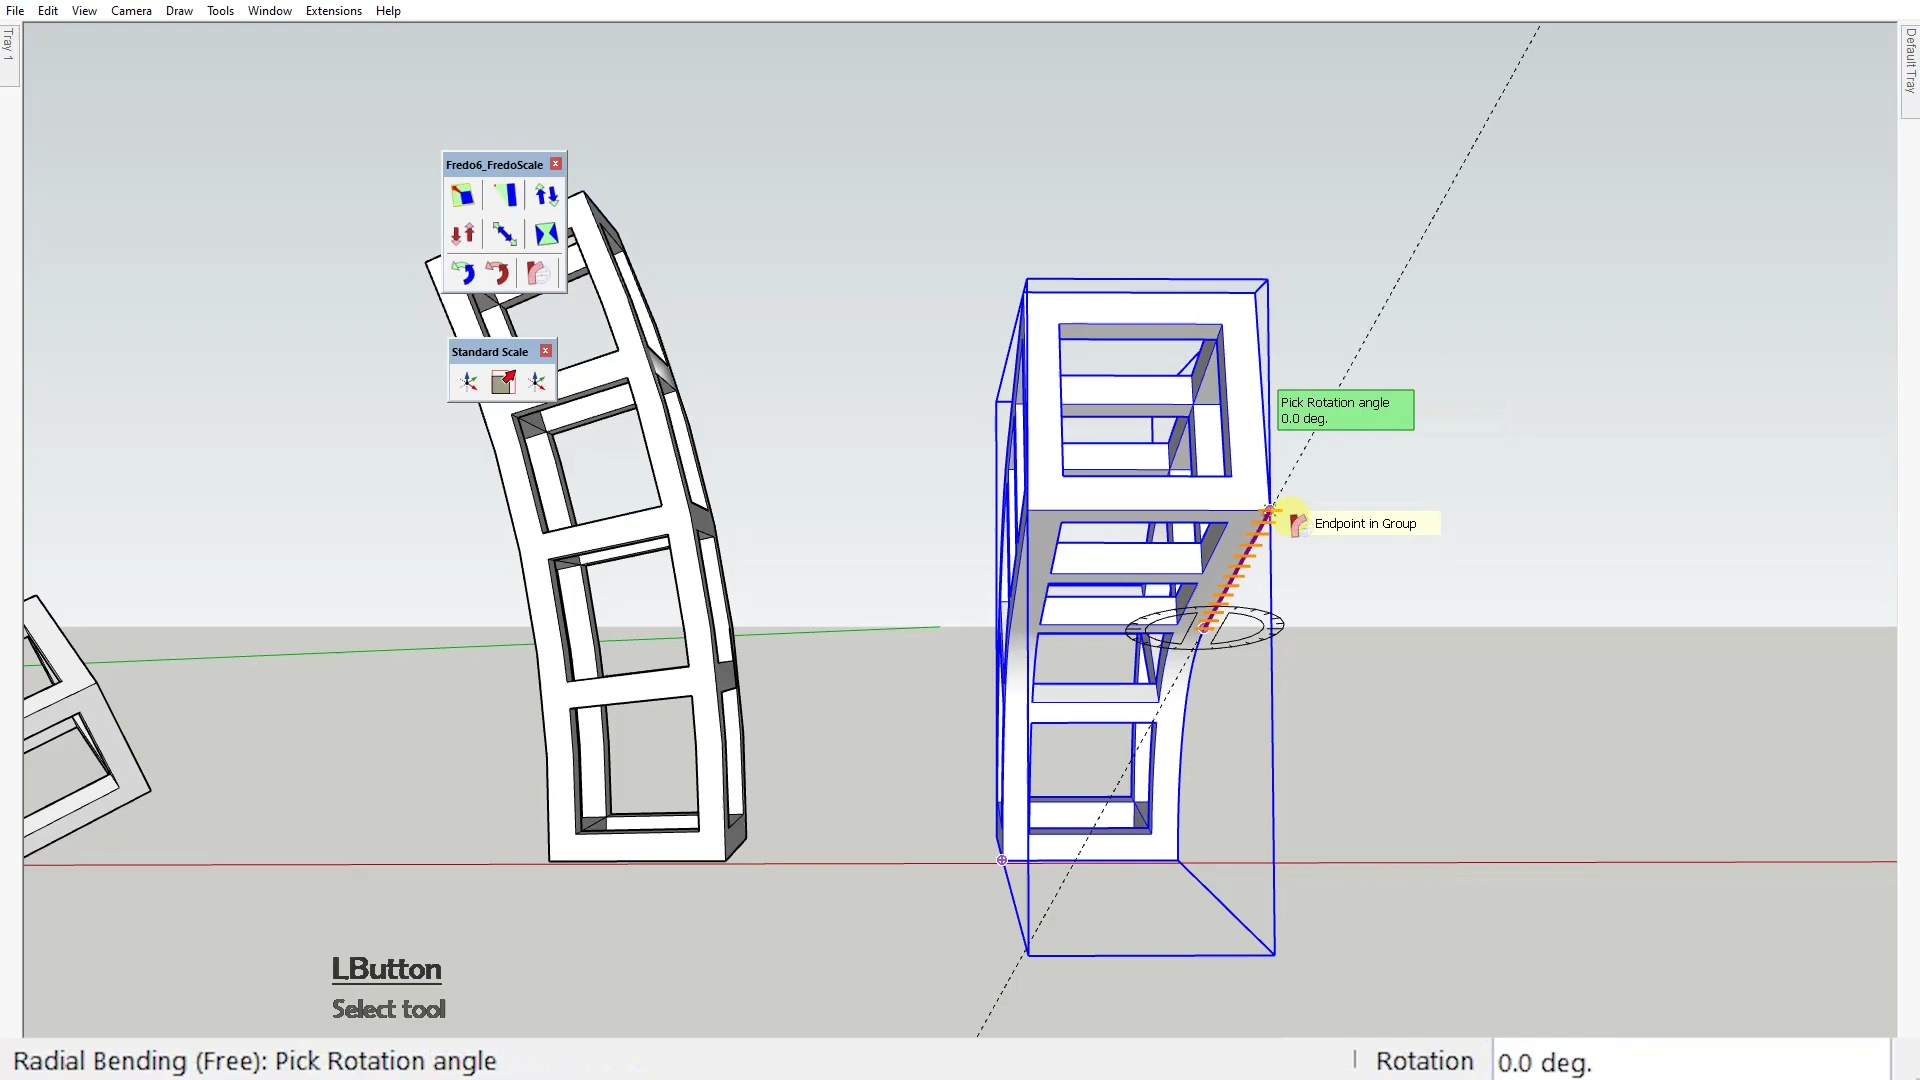 File Edit View Camera Draw Tools Window Extensions Help
Tray 1
Default Tray
Fredo6_FredoScale
Standard Scale
Pick Rotation angle
0.0 deg.
Endpoint in Group
LButton
Select tool
Radial Bending (Free): Pick Rotation angle
Rotation 0.0 deg.